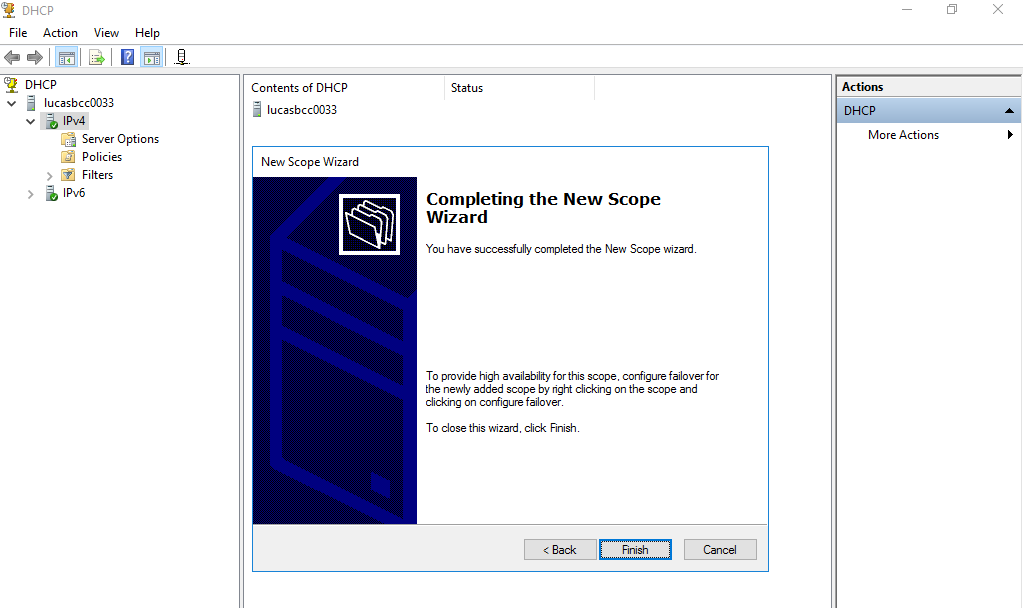 DHCP
File Action View Help
DHCP
lucasbcc0033
IPv4
Server Options
Policies
Filters
IPv6
Contents of DHCP Status
lucasbcc0033
New Scope Wizard
Completing the New Scope
Wizard
You have successfully completed the New Scope wizard.
To provide high availability for this scope, configure failover for
the newly added scope by right clicking on the scope and
clicking on configure failover.
To close this wizard, click Finish.
< Back Finish Cancel
Actions
DHCP
More Actions